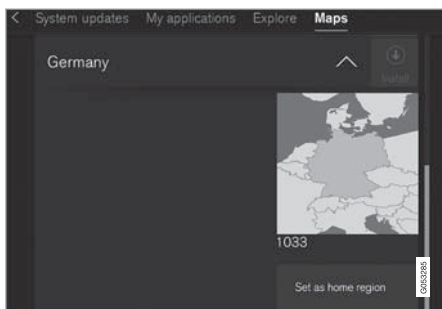 System updates My applications Explore Maps
Germany
Install
1033
Set as home region
G053285